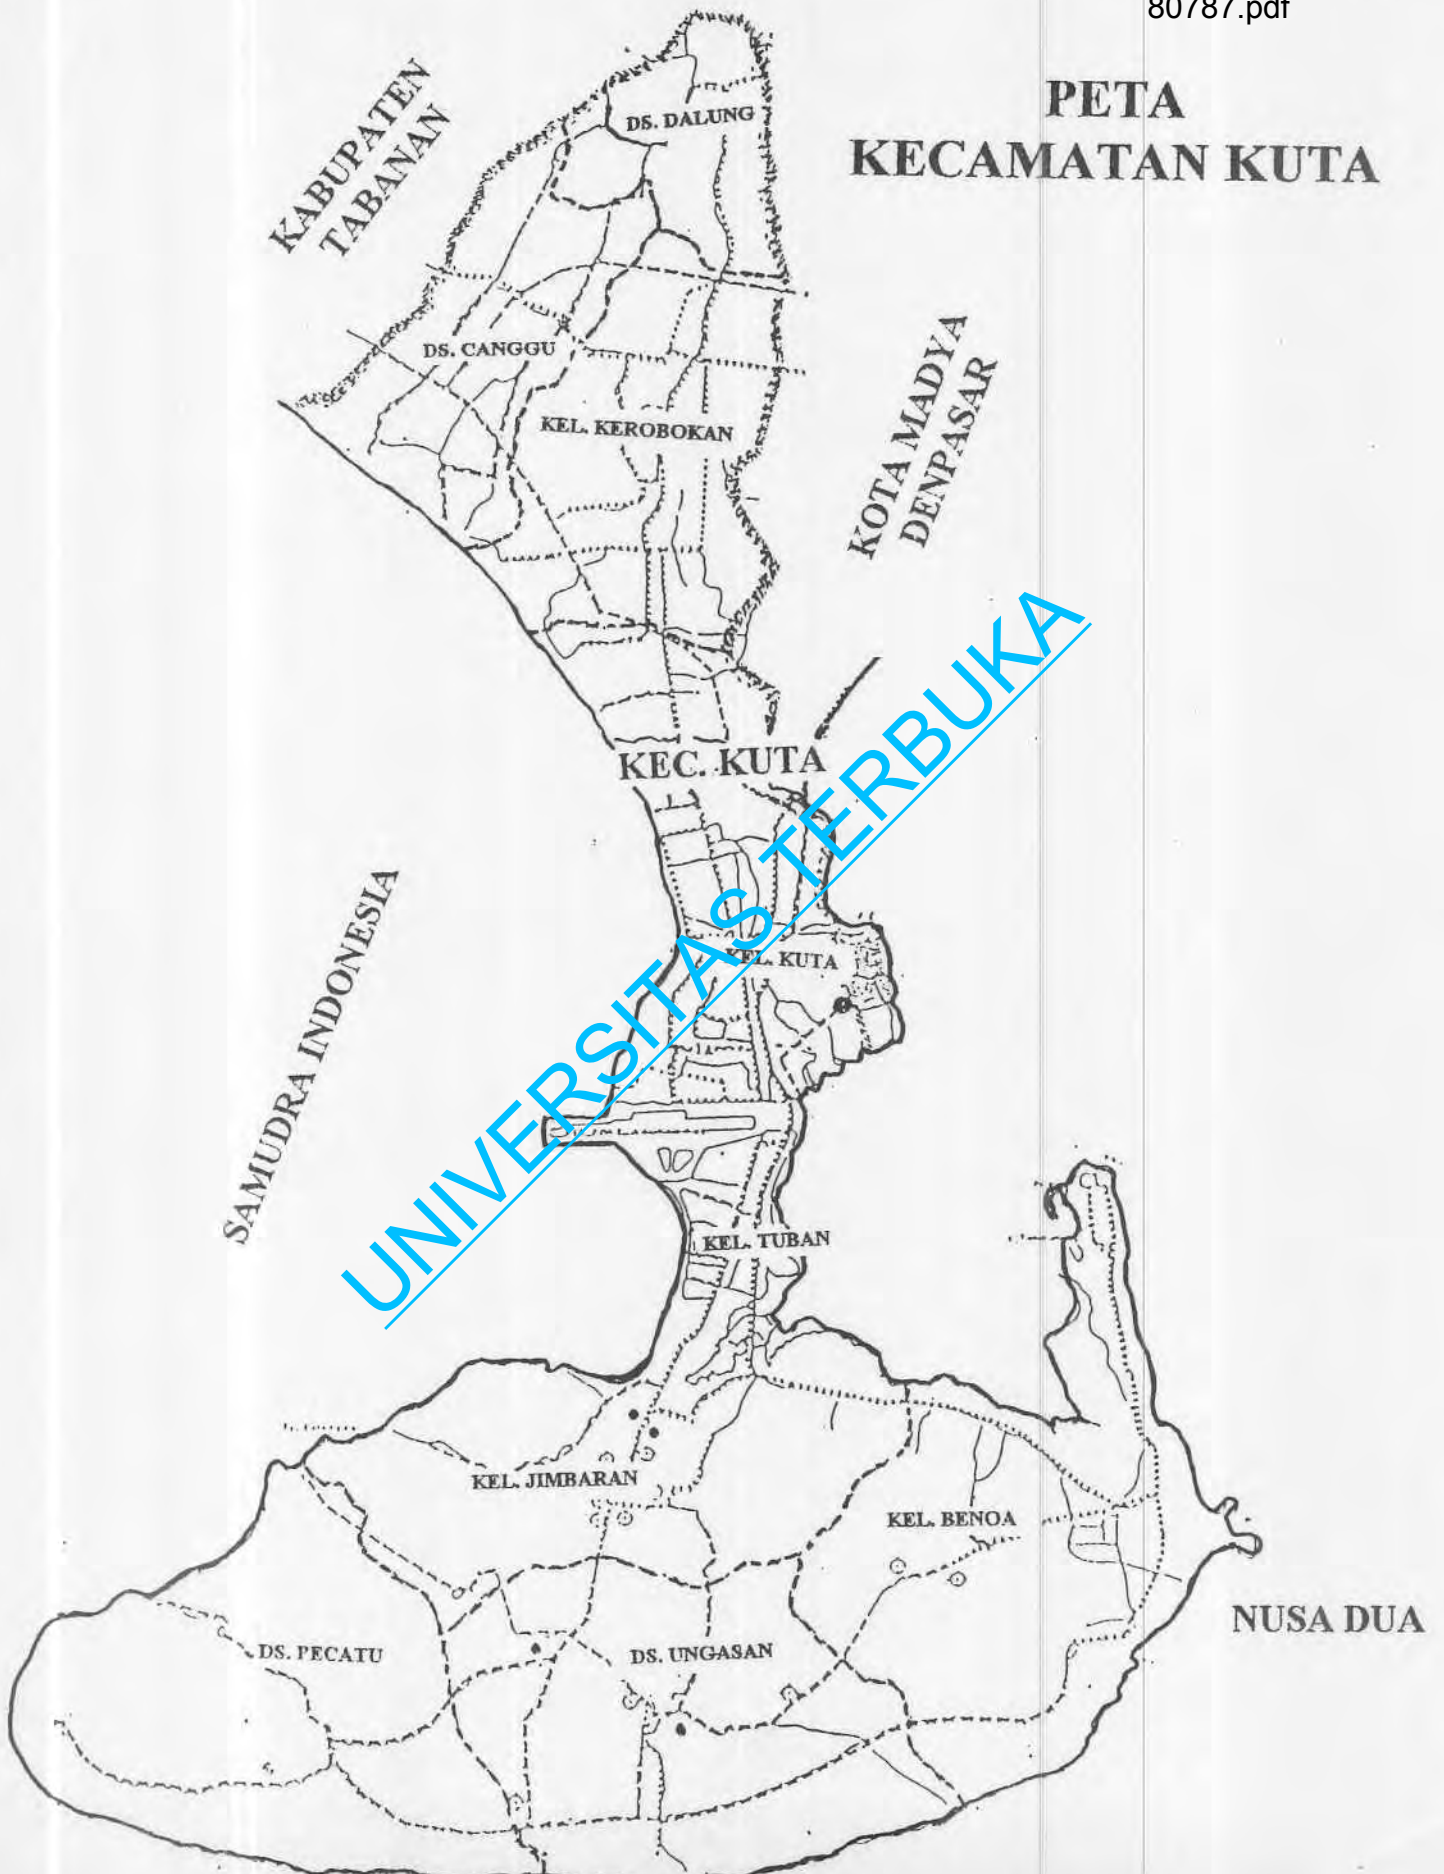 80787.pdf
PETA
KECAMATAN KUTA
KABUPATEN
TABANAN
DS. DALUNG
KOTA MADYA
DENPASAR
DS. CANGGU
KEL. KEROBOKAN
KEC. KUTA
SAMUDRA INDONESIA
UNIVERSITAS TERBUKA
KEL. KUTA
KEL. TUBAN
KEL. JIMBARAN
KEL. BENOA
NUSA DUA
DS. PECATU
DS. UNGASAN